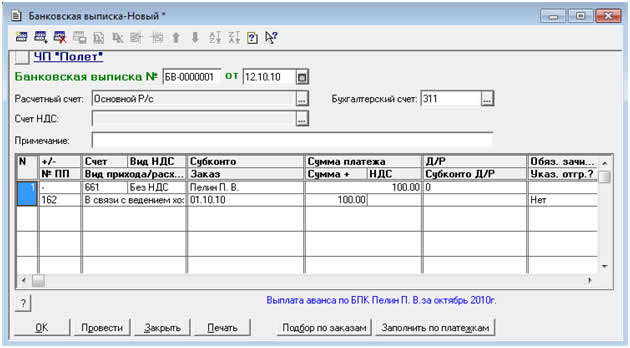 Банковская выписка-Новый *
ЧП "Полет"
Банковская выписка № БВ-0000001 от 12.10.10
Расчетный счет: Основной Р/с ... Бухгалтерский счет: 311 ...
Счет НДС: ...
Примечание:
N +/- Счет Вид НДС Субконто Сумма платежа Д/Р Обяз. зачи...
№ ПП Вид прихода/расх... Заказ Сумма + НДС Субконто Д/Р Указ. отгр.?
1 - 661 Без НДС Пелин П. В. 100.00 0
162 В связи с ведением хо: 01.10.10 100.00 Нет
? Выплата аванса по БПК Пелин П. В.за октябрь 2010г.
OK Провести Закрыть Печать Подбор по заказам Заполнить по платежкам